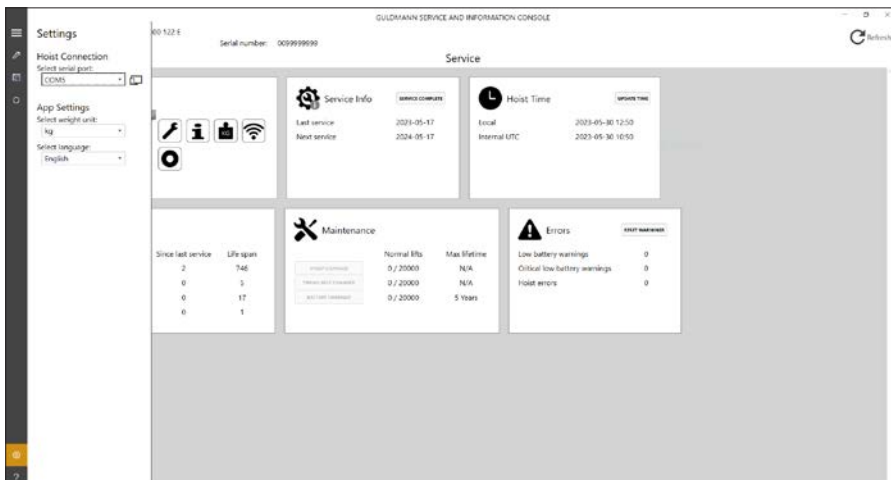 GULDMANN SERVICE AND INFORMATION CONSOLE
Settings
Serial number: 0099999999
Refresh
Service
Hoist Connection
Select serial port:
COM5
App Settings
Select weight unit:
kg
Select language:
English
Service Info
SERVICE COMPLETE
Last service 2023-05-17
Next service 2024-05-17
Hoist Time
UPDATE TIME
Local 2023-05-30 12:50
Internal UTC 2023-05-30 10:50
KG
Since last service Life span
2 746
0 5
0 17
0 1
Maintenance
Normal lifts Max lifetime
0 / 20000 N/A
0 / 20000 N/A
BATTERY CHANGED 0 / 20000 5 Years
Errors
RESET WARNINGS
Low battery warnings 0
Critical low battery warnings 0
Hoist errors 0
?